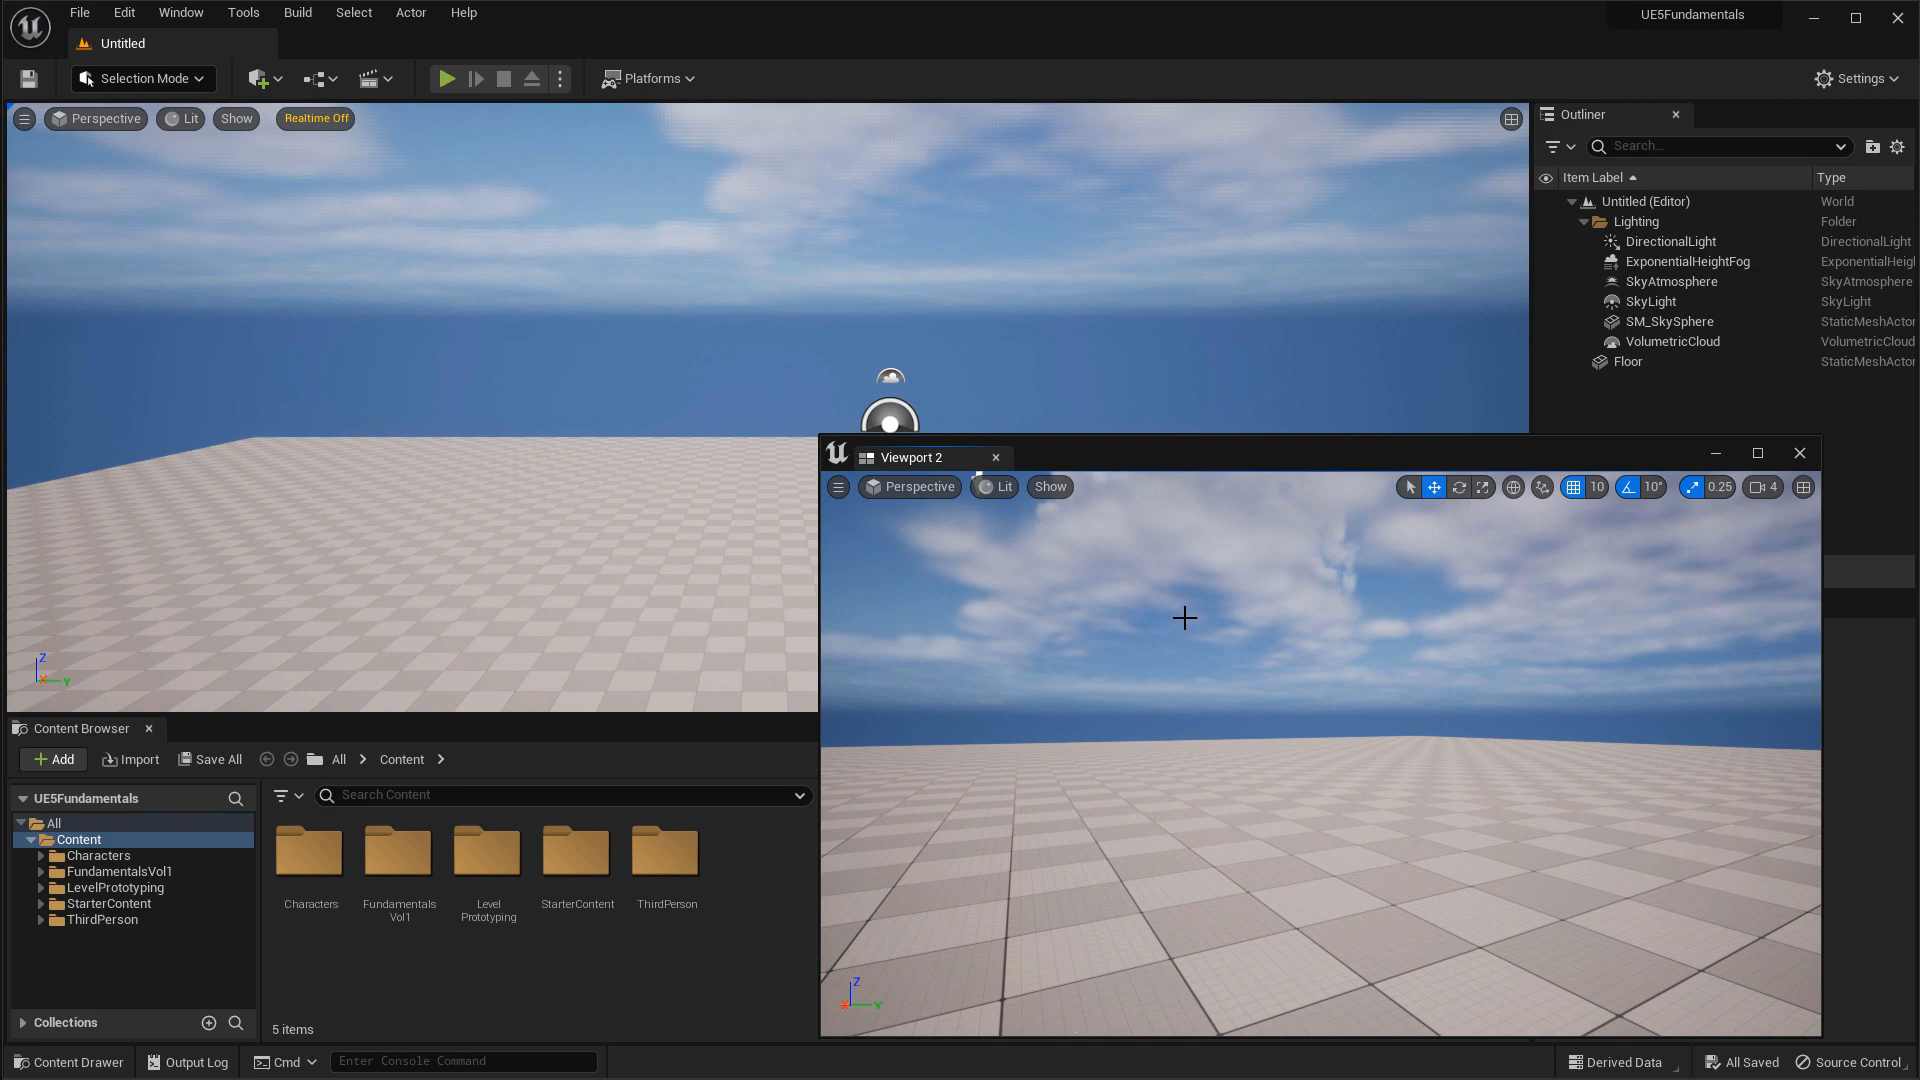 File Edit Window Tools Build Select Actor Help
UE5Fundamentals
Untitled
Selection Mode
Platforms
Settings
Perspective Lit Show Realtime Off
Outliner
Search...
Item Label Type
Untitled (Editor) World
Lighting Folder
DirectionalLight DirectionalLight
ExponentialHeightFog ExponentialHeigl
SkyAtmosphere SkyAtmosphere
SkyLight SkyLight
SM_SkySphere StaticMeshActor
VolumetricCloud VolumetricCloud
Floor StaticMeshActor
Z
X Y
Viewport 2
Perspective Lit Show 10 10° 0.25 4
Z
X Y
Content Browser
Add Import Save All All Content
UE5Fundamentals
Search Content
All
Content
Characters
FundamentalsVol1
LevelPrototyping
StarterContent
ThirdPerson
Characters
Fundamentals
Vol1
Level
Prototyping
StarterContent
ThirdPerson
Collections
5 items
Content Drawer Output Log Cmd Enter Console Command
Derived Data All Saved Source Control